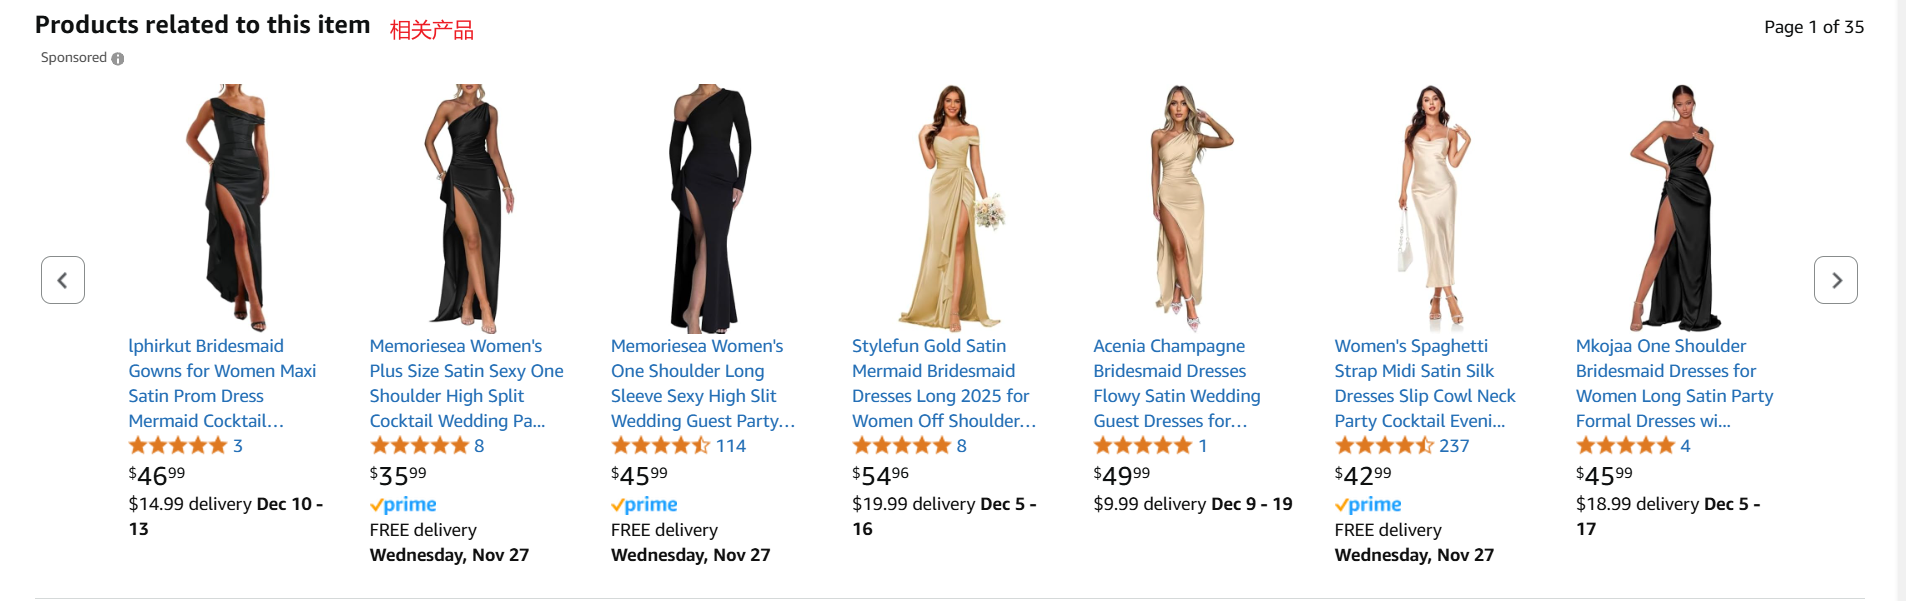 Products related to this item 相关产品
Page 1 of 35
Sponsored
lphirkut Bridesmaid
Gowns for Women Maxi
Satin Prom Dress
Mermaid Cocktail...
3
$46.99
$14.99 delivery Dec 10 -
13
Memoriesea Women's
Plus Size Satin Sexy One
Shoulder High Split
Cocktail Wedding Pa...
8
$35.99
prime
FREE delivery
Wednesday, Nov 27
Memoriesea Women's
One Shoulder Long
Sleeve Sexy High Slit
Wedding Guest Party...
114
$45.99
prime
FREE delivery
Wednesday, Nov 27
Stylefun Gold Satin
Mermaid Bridesmaid
Dresses Long 2025 for
Women Off Shoulder...
8
$54.96
$19.99 delivery Dec 5 -
16
Acenia Champagne
Bridesmaid Dresses
Flowy Satin Wedding
Guest Dresses for...
1
$49.99
$9.99 delivery Dec 9 - 19
Women's Spaghetti
Strap Midi Satin Silk
Dresses Slip Cowl Neck
Party Cocktail Eveni...
237
$42.99
prime
FREE delivery
Wednesday, Nov 27
Mkojaa One Shoulder
Bridesmaid Dresses for
Women Long Satin Party
Formal Dresses wi...
4
$45.99
$18.99 delivery Dec 5 -
17